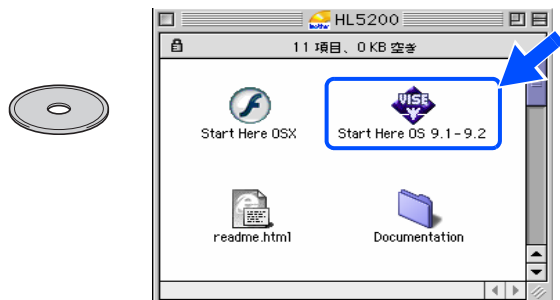 HL5200
11 項目、0 KB 空き
Start Here OSX
Start Here OS 9.1-9.2
readme.html
Documentation